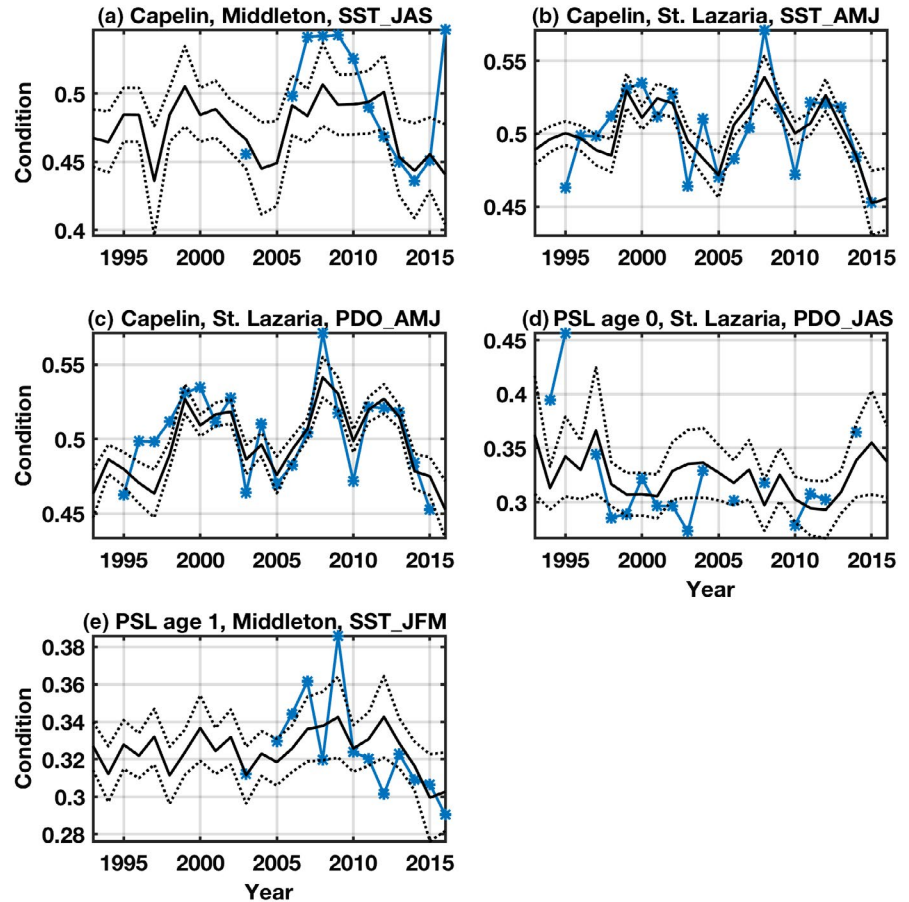 (a) Capelin, Middleton, SST_JAS
Condition
0.5
0.45
0.4
1995 2000 2005 2010 2015
(b) Capelin, St. Lazaria, SST_AMJ
0.55
0.5
0.45
1995 2000 2005 2010 2015
(c) Capelin, St. Lazaria, PDO_AMJ
Condition
0.55
0.5
0.45
1995 2000 2005 2010 2015
(d) PSL age 0, St. Lazaria, PDO_JAS
0.45
0.4
0.35
0.3
1995 2000 2005 2010 2015
Year
(e) PSL age 1, Middleton, SST_JFM
Condition
0.38
0.36
0.34
0.32
0.3
0.28
1995 2000 2005 2010 2015
Year